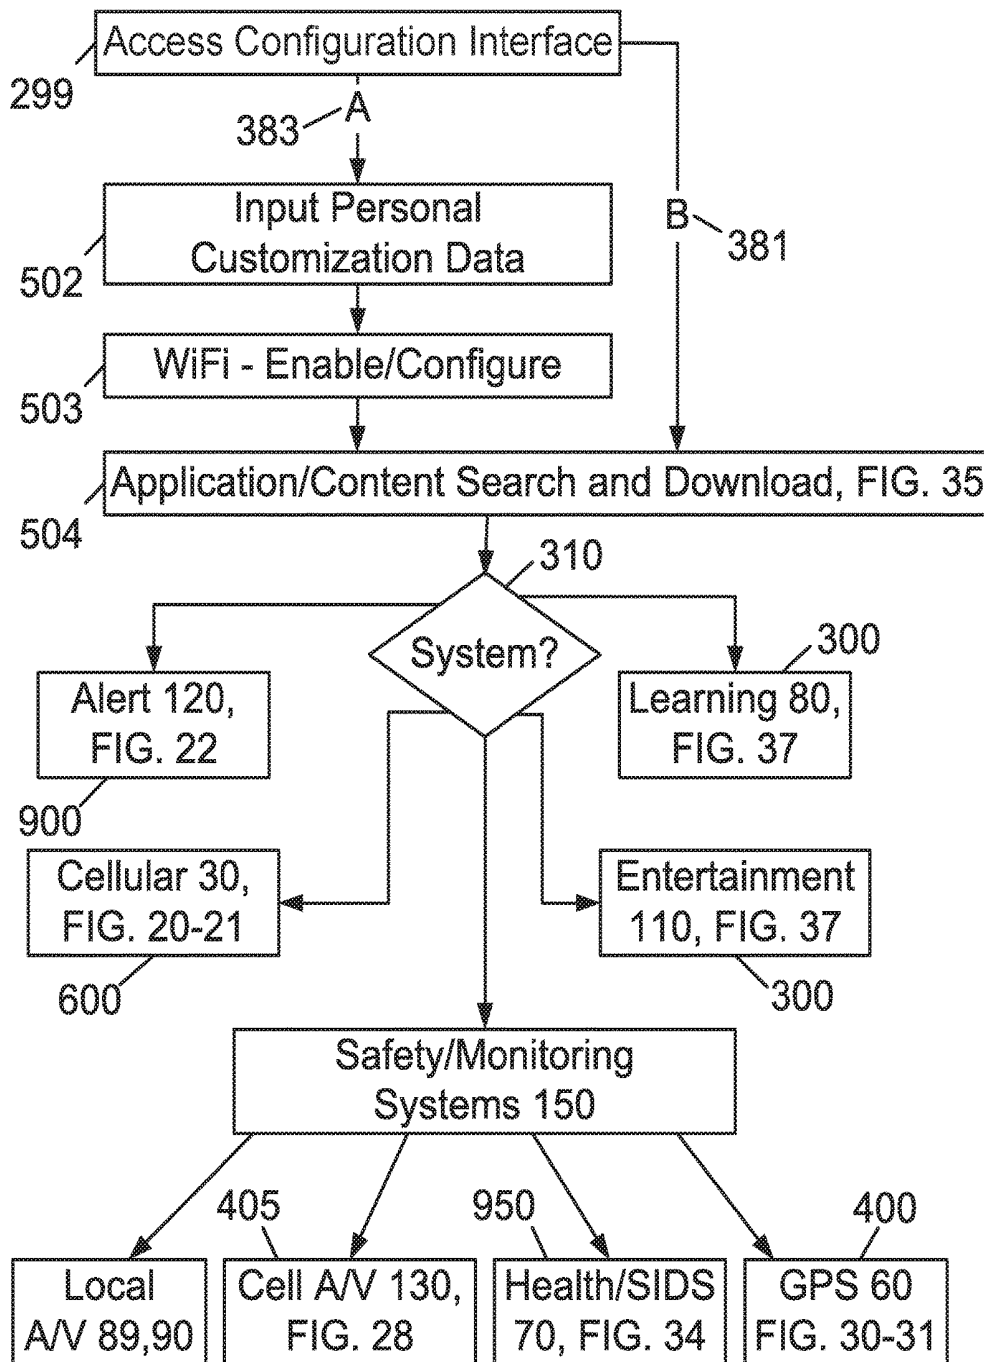 Access Configuration Interface
299
383
A
Input Personal
Customization Data
B
381
502
WiFi - Enable/Configure
503
Application/Content Search and Download, FIG. 35
504
310
System?
Alert 120,
FIG. 22
900
300
Learning 80,
FIG. 37
Cellular 30,
FIG. 20-21
600
Entertainment
110, FIG. 37
300
Safety/Monitoring
Systems 150
405
950
400
Local
A/V 89,90
Cell A/V 130,
FIG. 28
Health/SIDS
70, FIG. 34
GPS 60
FIG. 30-31